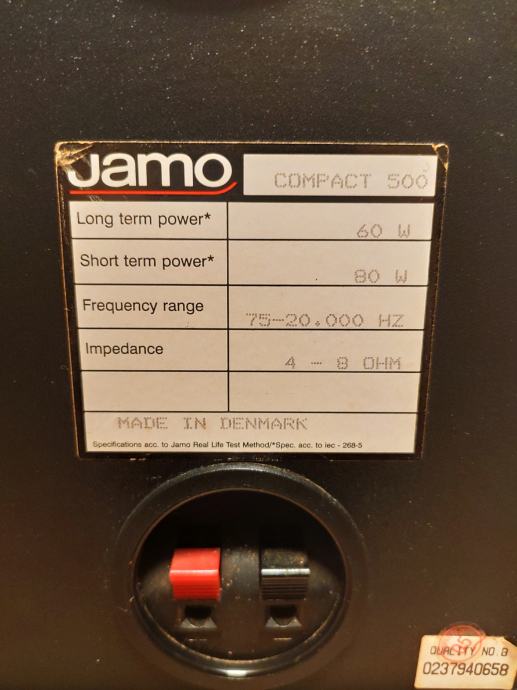 Jamo
COMPACT 500
Long term power* 60 W
Short term power* 80 W
Frequency range 75-20.000 HZ
Impedance 4 - 8 OHM
MADE IN DENMARK
Specifications acc. to Jamo Real Life Test Method/*Spec. acc. to iec - 268-5
QUALITY NO. B
0237940658